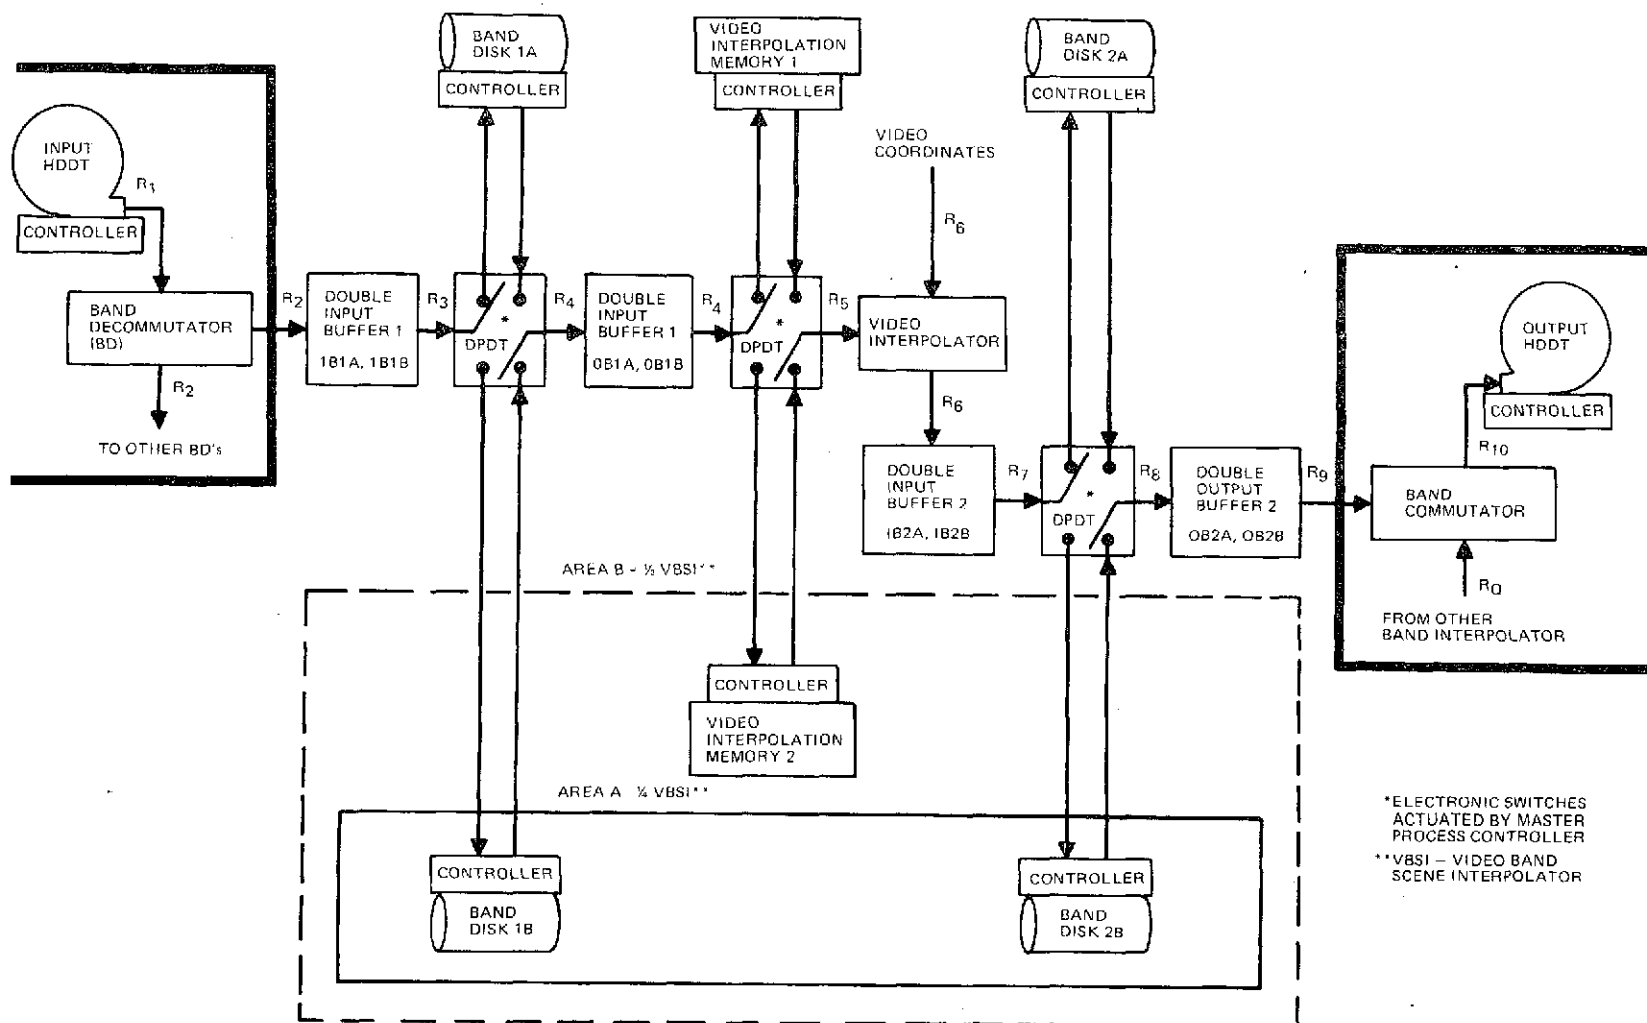 BAND
DISK 1A
CONTROLLER
VIDEO
INTERPOLATION
MEMORY 1
CONTROLLER
BAND
DISK 2A
CONTROLLER
INPUT
HDDT
R1
CONTROLLER
VIDEO
COORDINATES
R6
BAND
DECOMMUTATOR
(BD)
R2
R2
TO OTHER BD's
DOUBLE
INPUT
BUFFER 1
1B1A, 1B1B
R3
*
DPDT
R4
DOUBLE
INPUT
BUFFER 1
0B1A, 0B1B
R4
*
DPDT
R5
VIDEO
INTERPOLATOR
R6
DOUBLE
INPUT
BUFFER 2
IB2A, IB2B
R7
*
DPDT
R8
DOUBLE
OUTPUT
BUFFER 2
OB2A, OB2B
R9
OUTPUT
HDDT
CONTROLLER
R10
BAND
COMMUTATOR
RQ
FROM OTHER
BAND INTERPOLATOR
AREA B - ½ VBSI**
CONTROLLER
VIDEO
INTERPOLATION
MEMORY 2
AREA A ¼ VBSI**
CONTROLLER
BAND
DISK 1B
CONTROLLER
BAND
DISK 2B
*ELECTRONIC SWITCHES
ACTUATED BY MASTER
PROCESS CONTROLLER
**VBSI – VIDEO BAND
SCENE INTERPOLATOR